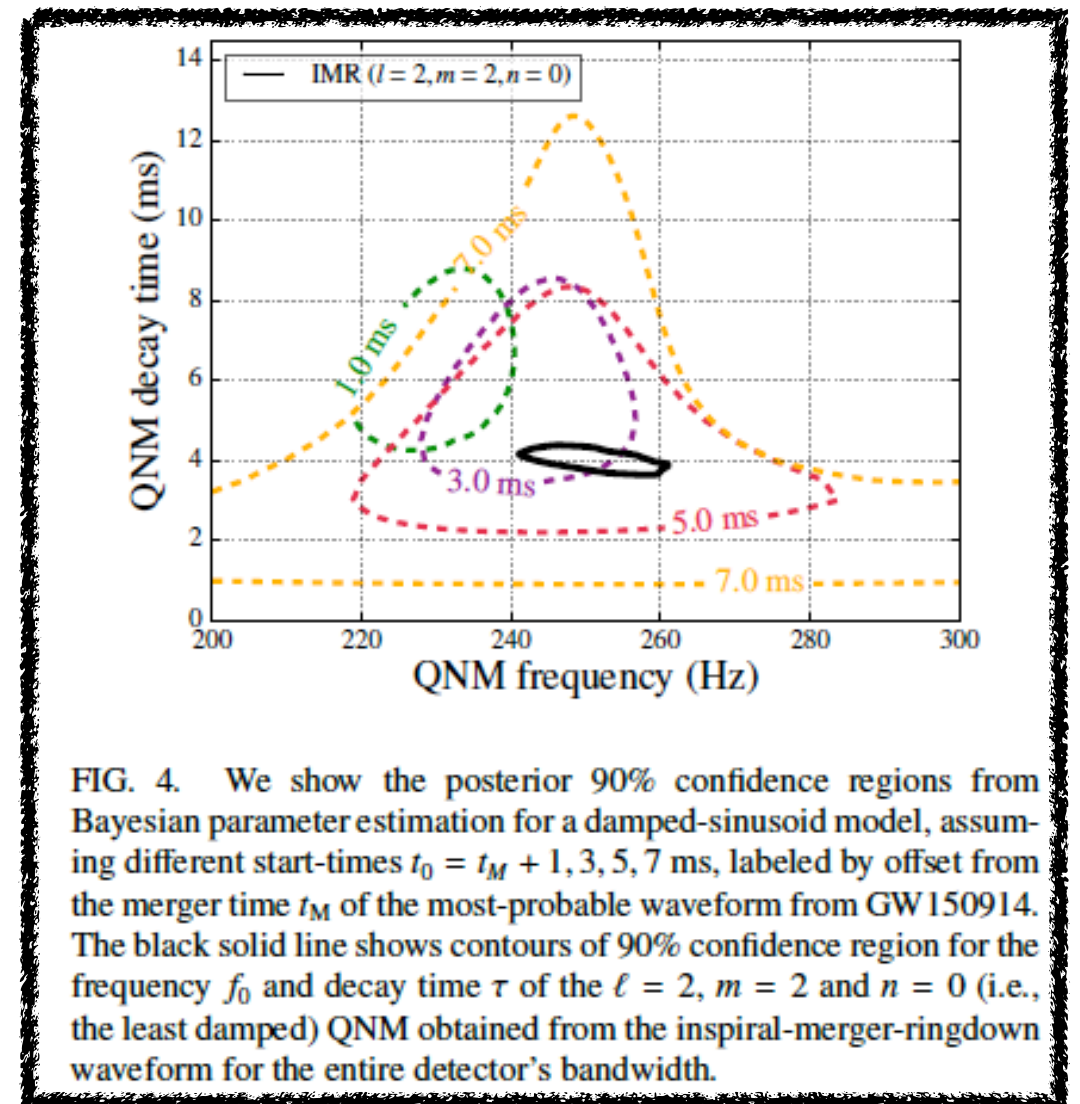 14
IMR (l = 2, m = 2, n = 0)
12
10
8
6
4
2
0
QNM decay time (ms)
7.0 ms
1.0 ms
3.0 ms
5.0 ms
7.0 ms
200 220 240 260 280 300
QNM frequency (Hz)
FIG. 4. We show the posterior 90% confidence regions from
Bayesian parameter estimation for a damped-sinusoid model, assum-
ing different start-times t₀ = t_M + 1, 3, 5, 7 ms, labeled by offset from
the merger time t_M of the most-probable waveform from GW150914.
The black solid line shows contours of 90% confidence region for the
frequency f₀ and decay time τ of the ℓ = 2, m = 2 and n = 0 (i.e.,
the least damped) QNM obtained from the inspiral-merger-ringdown
waveform for the entire detector's bandwidth.